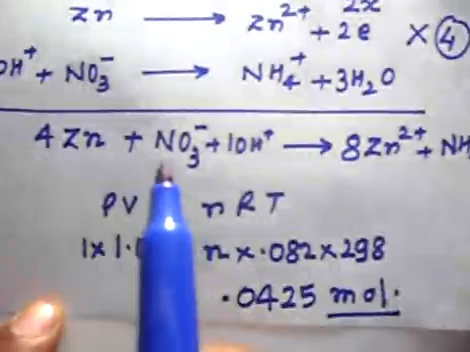 Zn ⟶ Zn²⁺ + 2e × ④
OH⁺ + NO₃⁻ ⟶ NH₄⁺ + 3H₂O
4Zn + NO₃⁻ + 10H⁺ ⟶ 8Zn²⁺ + NH
PV nRT
1×1. n×.082×298
.0425 mol.